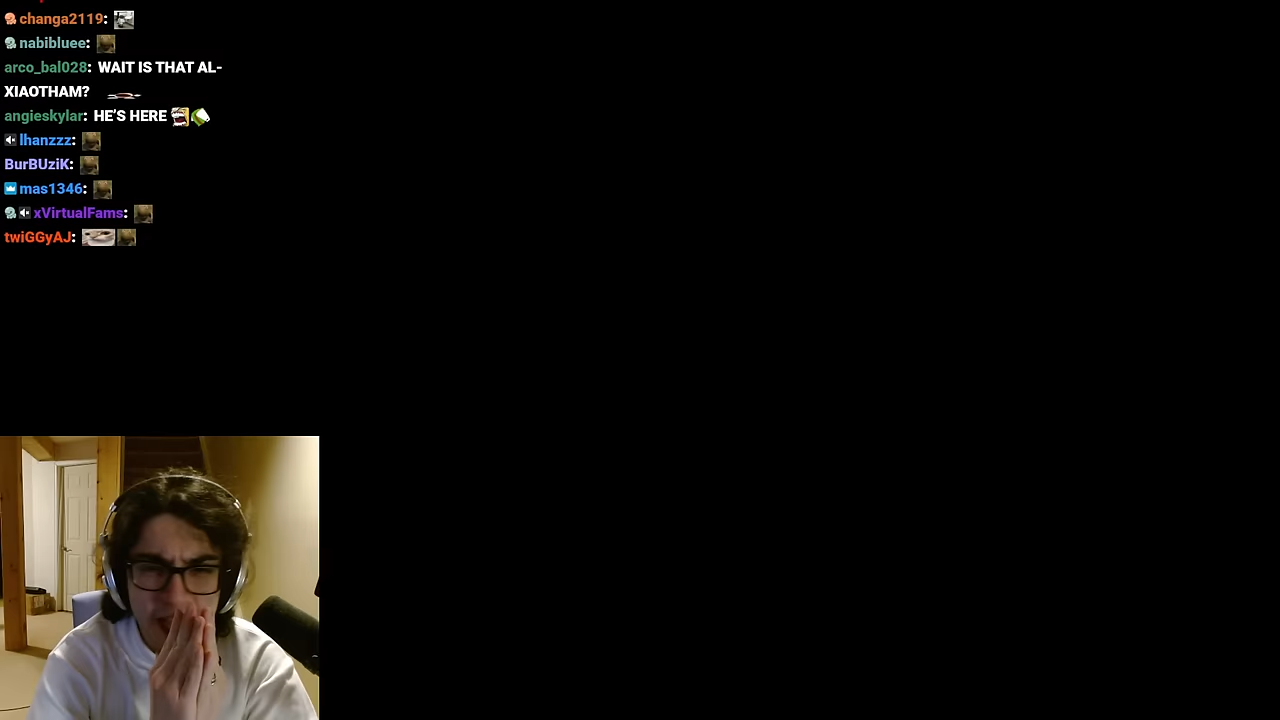 changa2119:
nabibluee:
arco_bal028: WAIT IS THAT AL-
XIAOTHAM?
angieskylar: HE'S HERE
lhanzzz:
BurBUziK:
mas1346:
xVirtualFams:
twiGGyAJ: